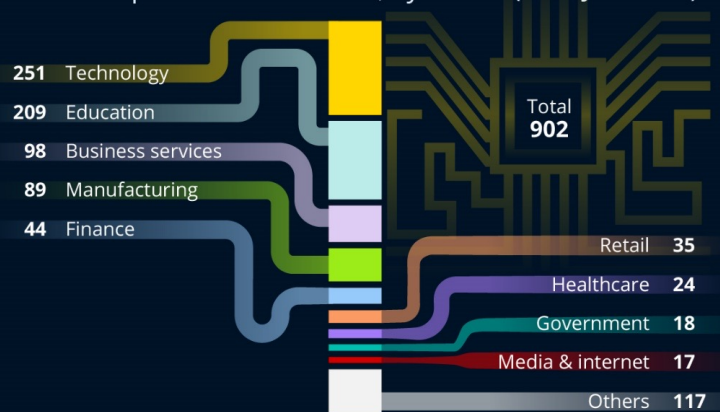 251 Technology
209 Education
98 Business services
89 Manufacturing
44 Finance
Total
902
Retail 35
Healthcare 24
Government 18
Media & internet 17
Others 117